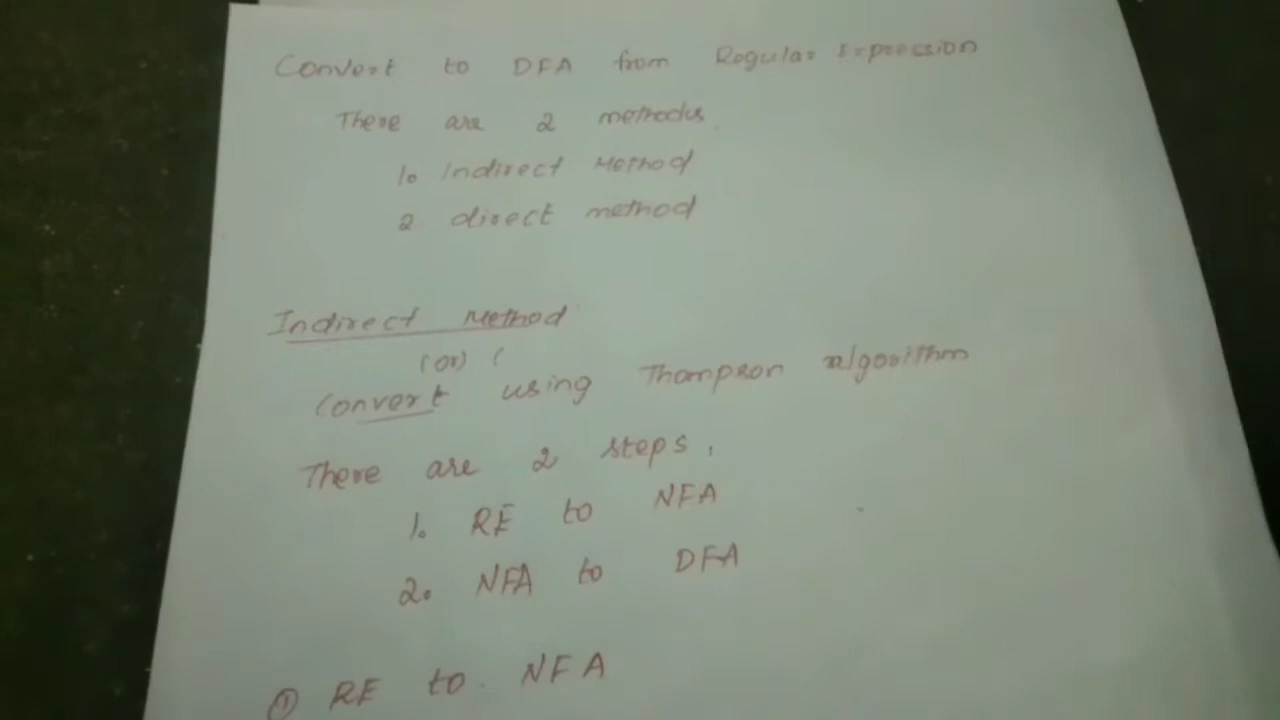 Convert to DFA from Regular Expression
There are 2 methods.
1. Indirect Method
2 direct method
Indirect Method
(or) (
Convert using Thompson algorithm
There are 2 steps,
1. RE to NFA
2. NFA to DFA
① RE to NFA